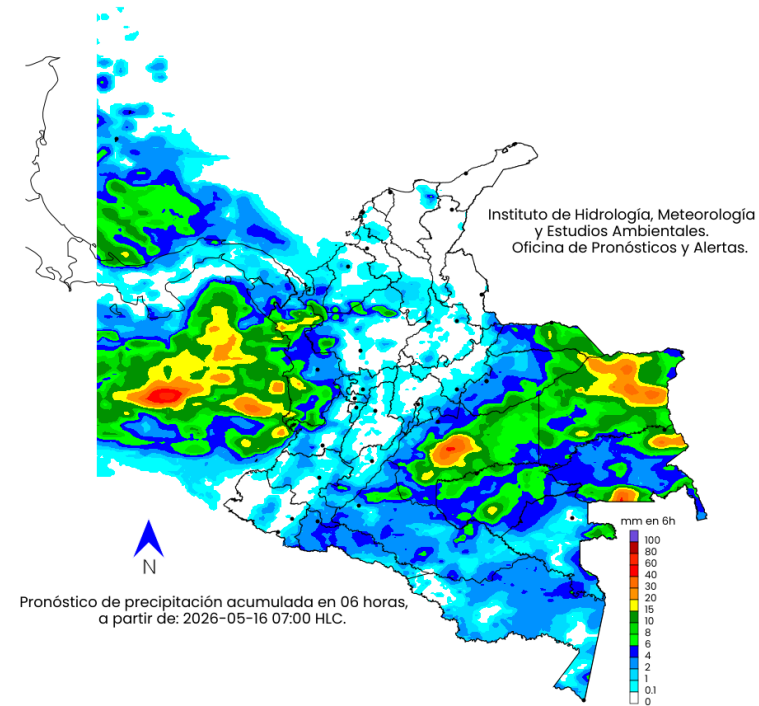 Instituto de Hidrología, Meteorología
y Estudios Ambientales.
Oficina de Pronósticos y Alertas.
mm en 6h
100
80
60
40
30
20
15
10
8
6
4
2
1
0.1
0
N
Pronóstico de precipitación acumulada en 06 horas,
a partir de: 2026-05-16 07:00 HLC.